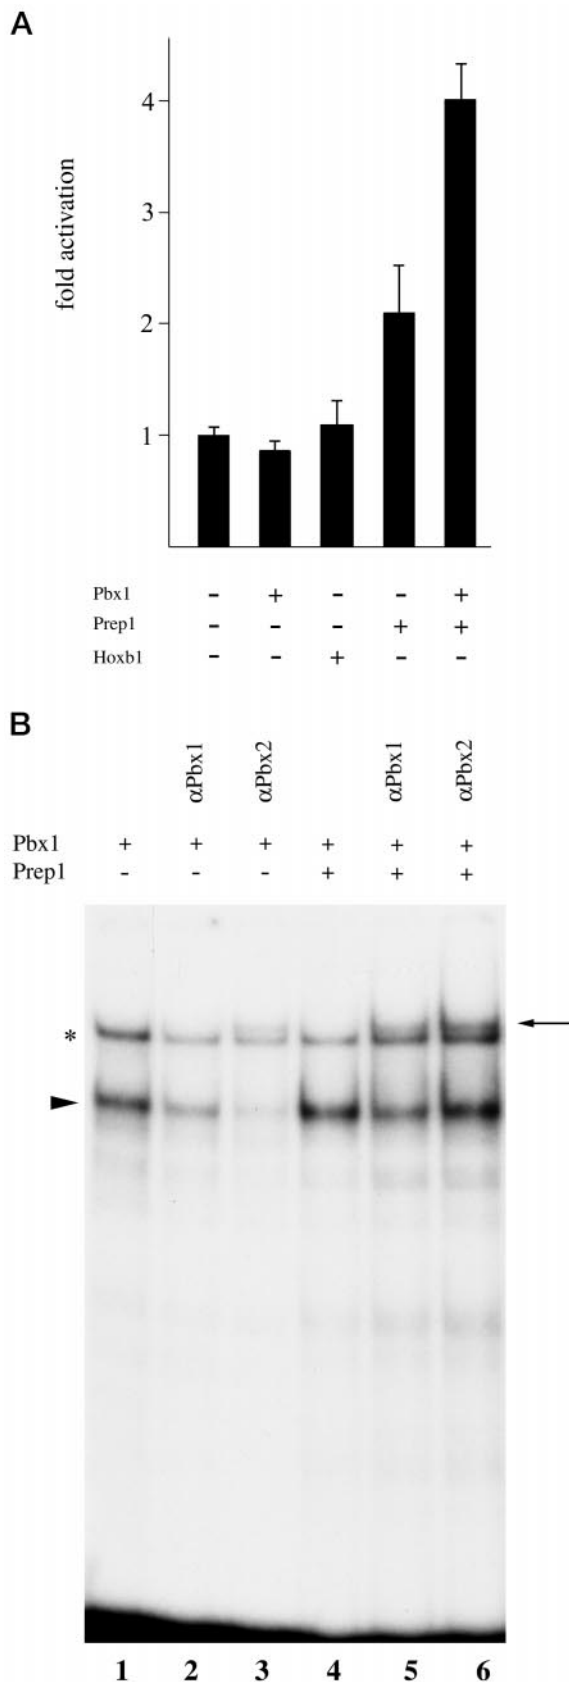 A
fold activation
4
3
2
1
Pbx1 - + - - +
Prep1 - - - + +
Hoxb1 - - + - -
B
αPbx1 αPbx2 αPbx1 αPbx2
Pbx1 + + + + + +
Prep1 - - - + + +
*
1 2 3 4 5 6